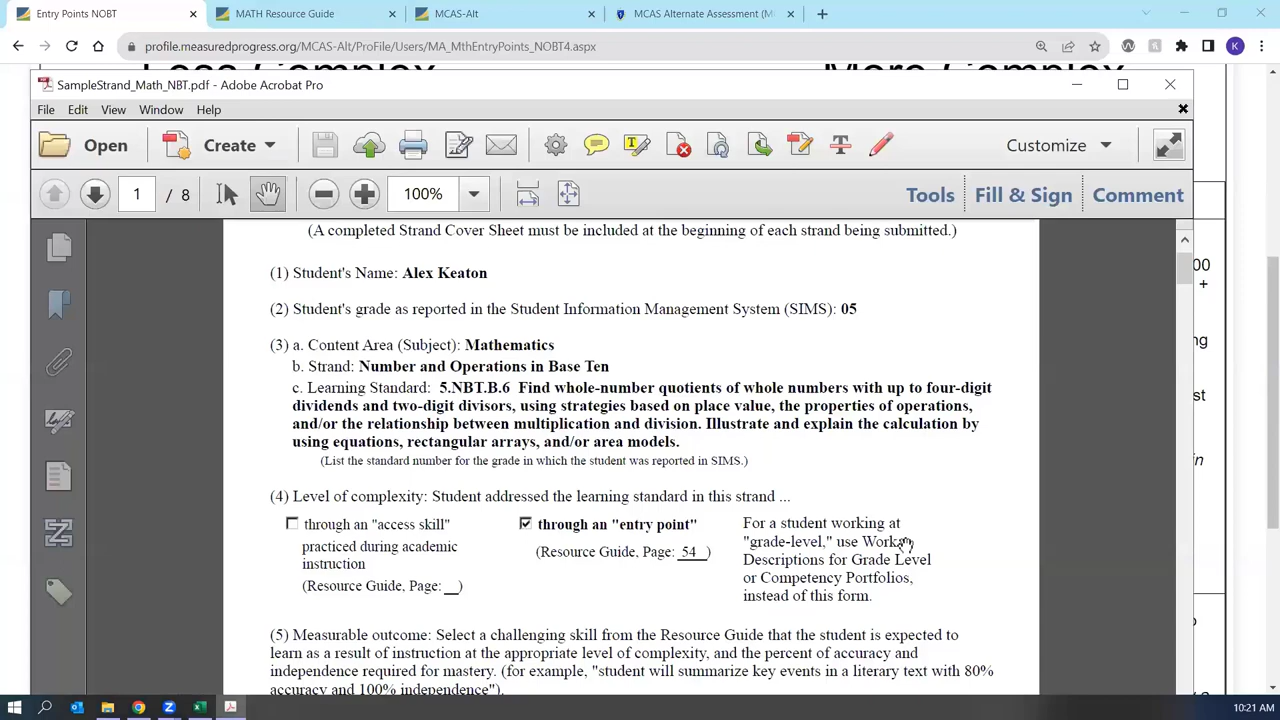 Entry Points NOBT
MATH Resource Guide
MCAS-Alt
MCAS Alternate Assessment (M
profile.measuredprogress.org/MCAS-Alt/ProFile/Users/MA_MthEntryPoints_NOBT4.aspx
K
Less Complex
More Complex
SampleStrand_Math_NBT.pdf - Adobe Acrobat Pro
File Edit View Window Help
Open
Create
Customize
1 / 8
100%
Tools
Fill & Sign
Comment
(A completed Strand Cover Sheet must be included at the beginning of each strand being submitted.)
(1) Student's Name: Alex Keaton
(2) Student's grade as reported in the Student Information Management System (SIMS): 05
(3) a. Content Area (Subject): Mathematics
b. Strand: Number and Operations in Base Ten
c. Learning Standard: 5.NBT.B.6 Find whole-number quotients of whole numbers with up to four-digit
dividends and two-digit divisors, using strategies based on place value, the properties of operations,
and/or the relationship between multiplication and division. Illustrate and explain the calculation by
using equations, rectangular arrays, and/or area models.
(List the standard number for the grade in which the student was reported in SIMS.)
(4) Level of complexity: Student addressed the learning standard in this strand ...
through an "access skill"
practiced during academic
instruction
(Resource Guide, Page: __)
through an "entry point"
(Resource Guide, Page: 54 )
For a student working at
"grade-level," use Work
Descriptions for Grade Level
or Competency Portfolios,
instead of this form.
(5) Measurable outcome: Select a challenging skill from the Resource Guide that the student is expected to
learn as a result of instruction at the appropriate level of complexity, and the percent of accuracy and
independence required for mastery. (for example, "student will summarize key events in a literary text with 80%
accuracy and 100% independence").
00
+
ng
st
in
10:21 AM